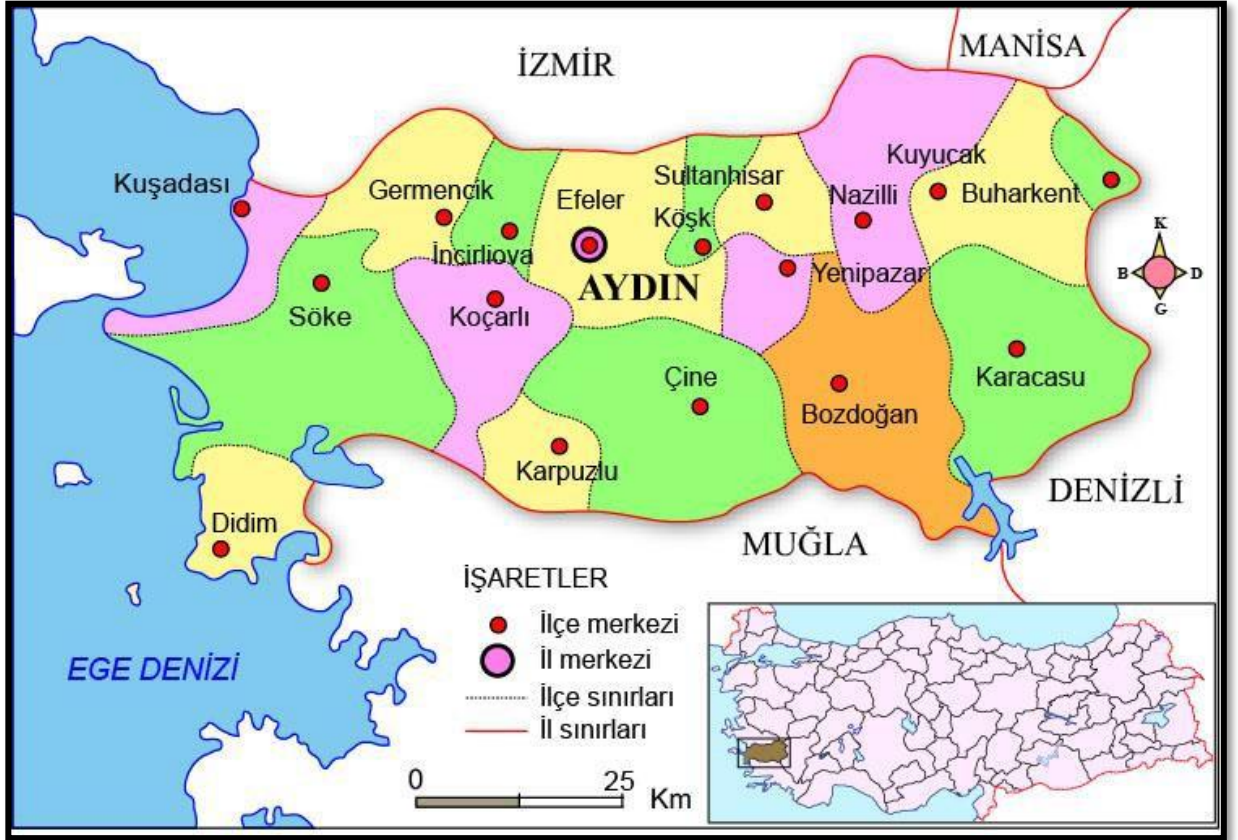 MANİSA
İZMİR
Kuşadası
Germencik
Efeler
Sultanhisar
Kuyucak
Buharkent
Nazilli
Köşk
İncirliova
AYDIN
Yenipazar
Söke
Koçarlı
Çine
Karacasu
Bozdoğan
Karpuzlu
Didim
DENİZLİ
MUĞLA
K
B
D
G
EGE DENİZİ
İŞARETLER
İlçe merkezi
İl merkezi
İlçe sınırları
İl sınırları
0 25 Km